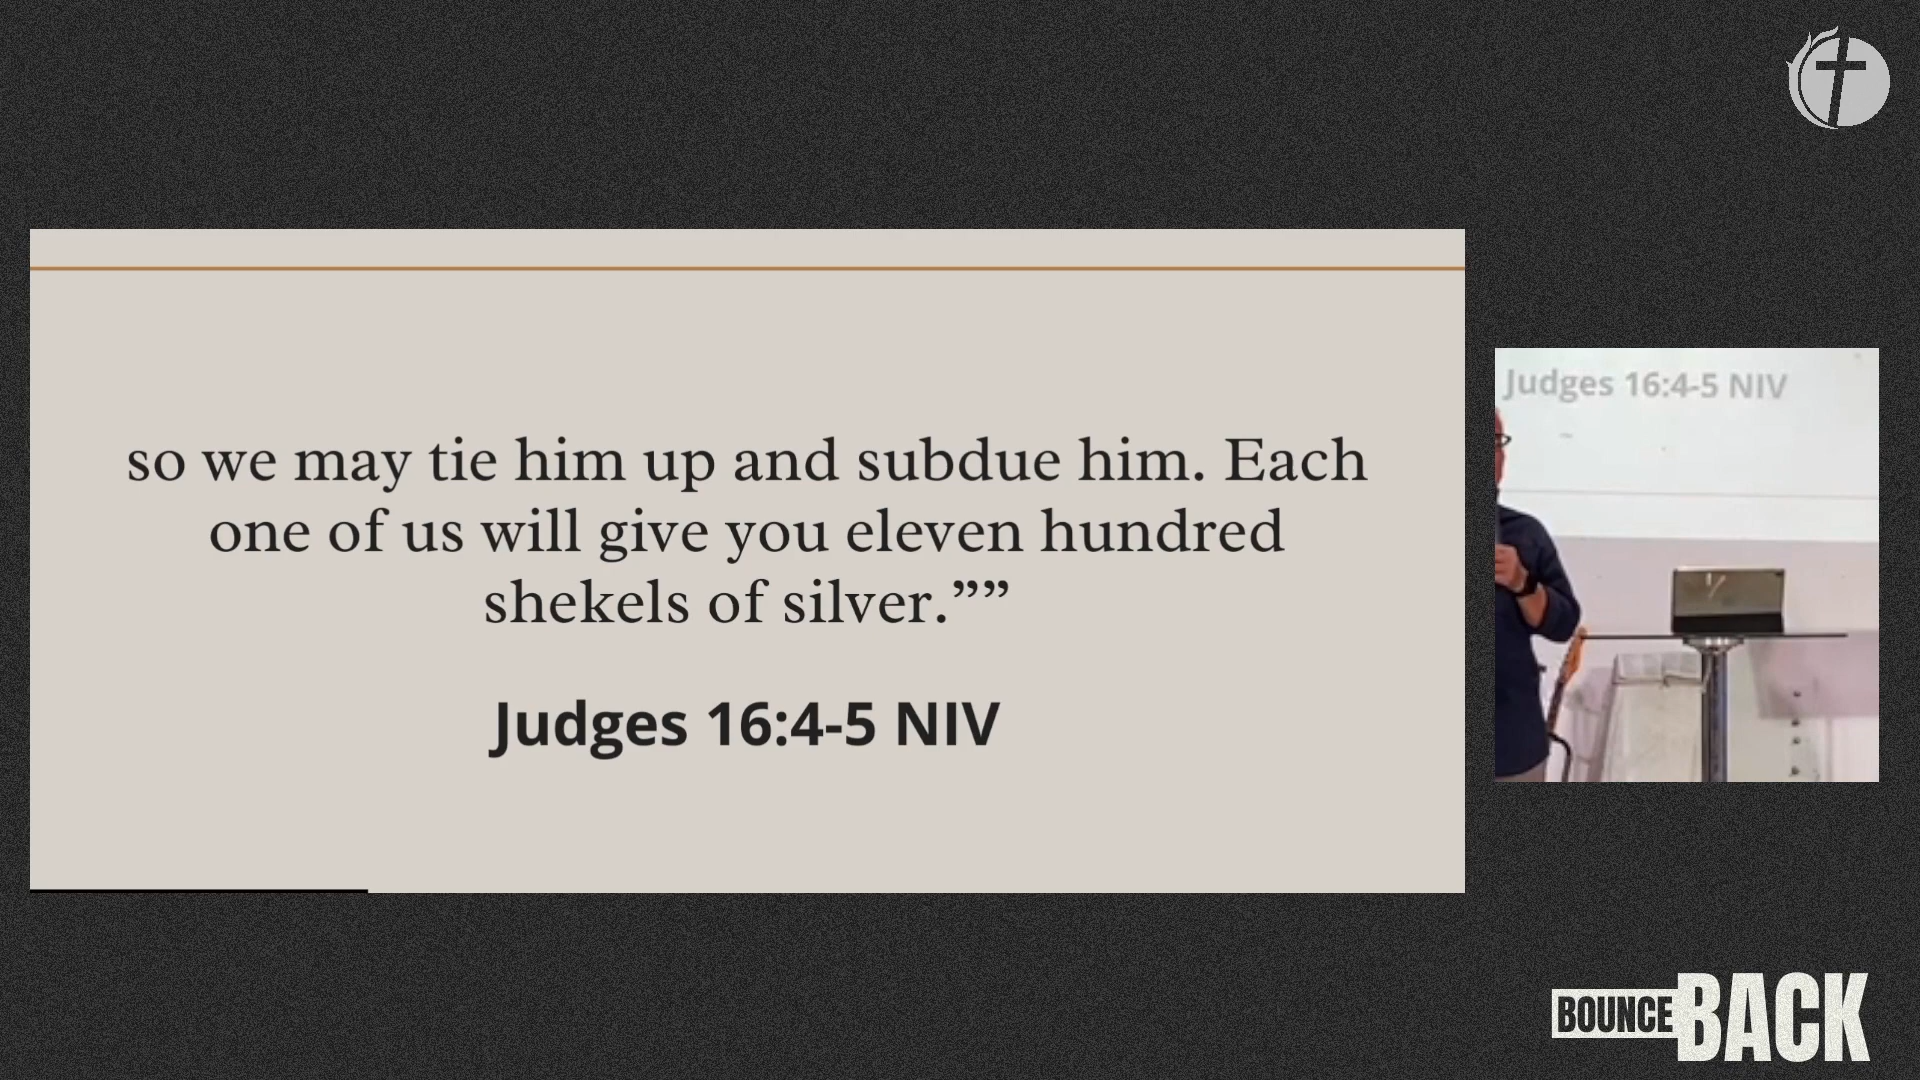 so we may tie him up and subdue him. Each
one of us will give you eleven hundred
shekels of silver.””
Judges 16:4-5 NIV
Judges 16:4-5 NIV
BOUNCE BACK